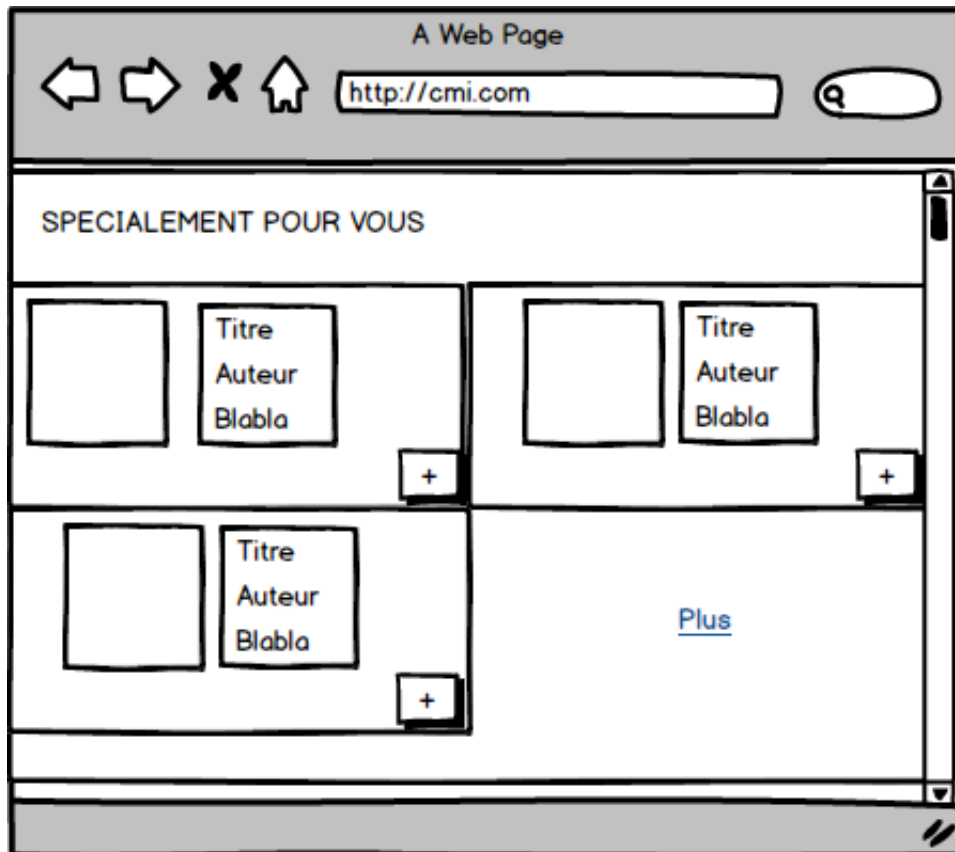 A Web Page
http://cmi.com
SPECIALEMENT POUR VOUS
Titre
Auteur
Blabla
+
Titre
Auteur
Blabla
+
Titre
Auteur
Blabla
+
Plus